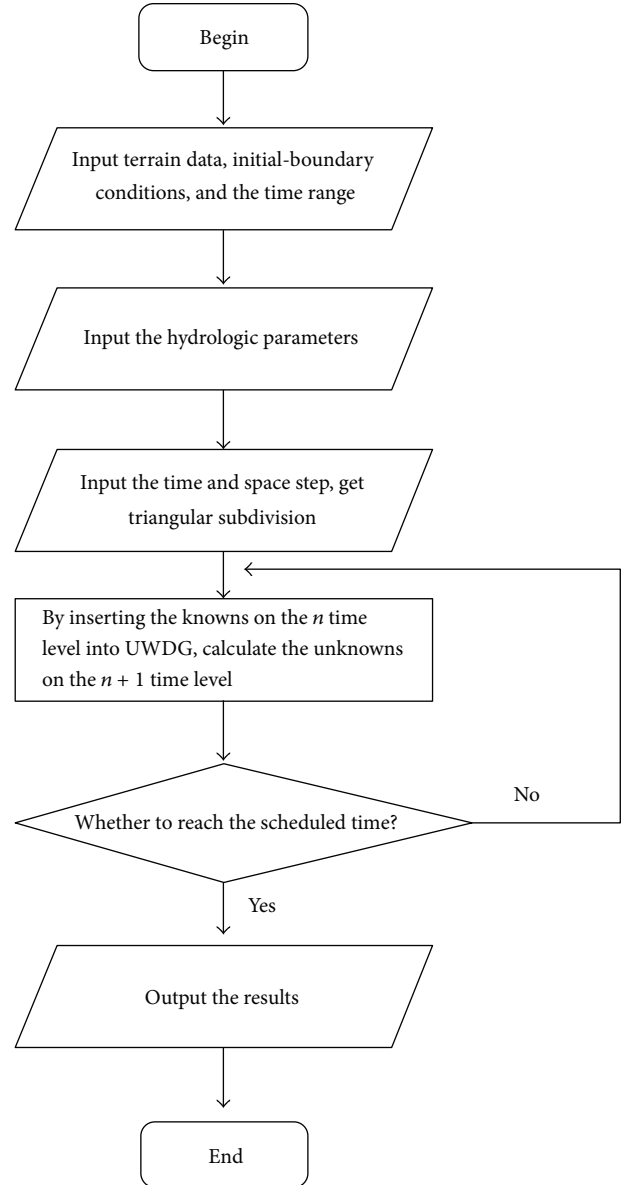 Begin
Input terrain data, initial-boundary
conditions, and the time range
Input the hydrologic parameters
Input the time and space step, get
triangular subdivision
By inserting the knowns on the n time
level into UWDG, calculate the unknowns
on the n + 1 time level
Whether to reach the scheduled time?
No
Yes
Output the results
End